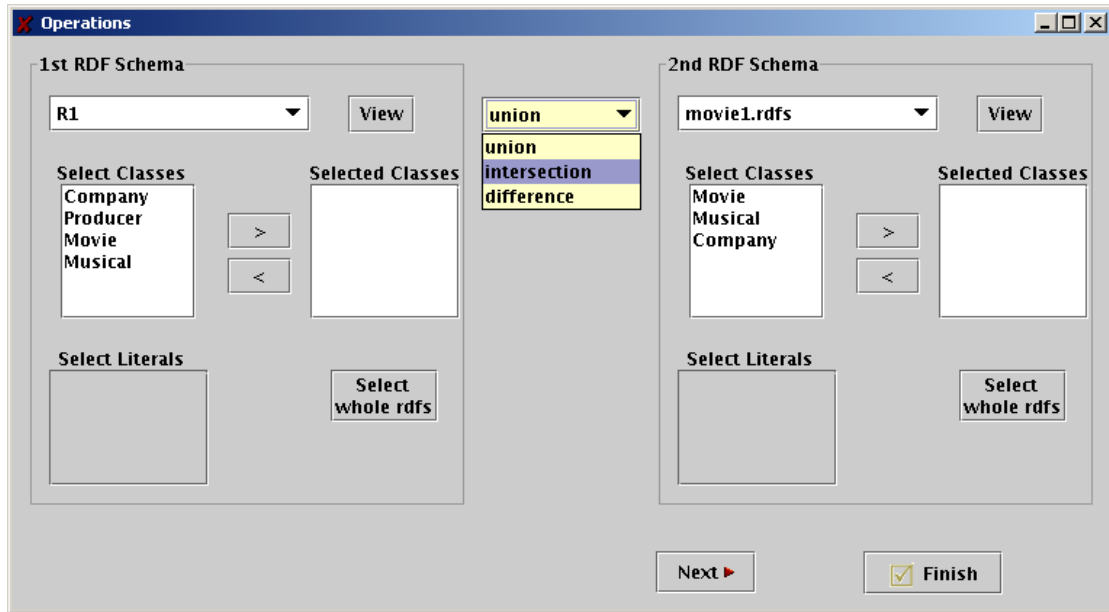 Operations
1st RDF Schema
R1
View
Select Classes
Selected Classes
Company
Producer
Movie
Musical
>
<
Select Literals
Select
whole rdfs
union
union
intersection
difference
2nd RDF Schema
movie1.rdfs
View
Select Classes
Selected Classes
Movie
Musical
Company
>
<
Select Literals
Select
whole rdfs
Next
Finish